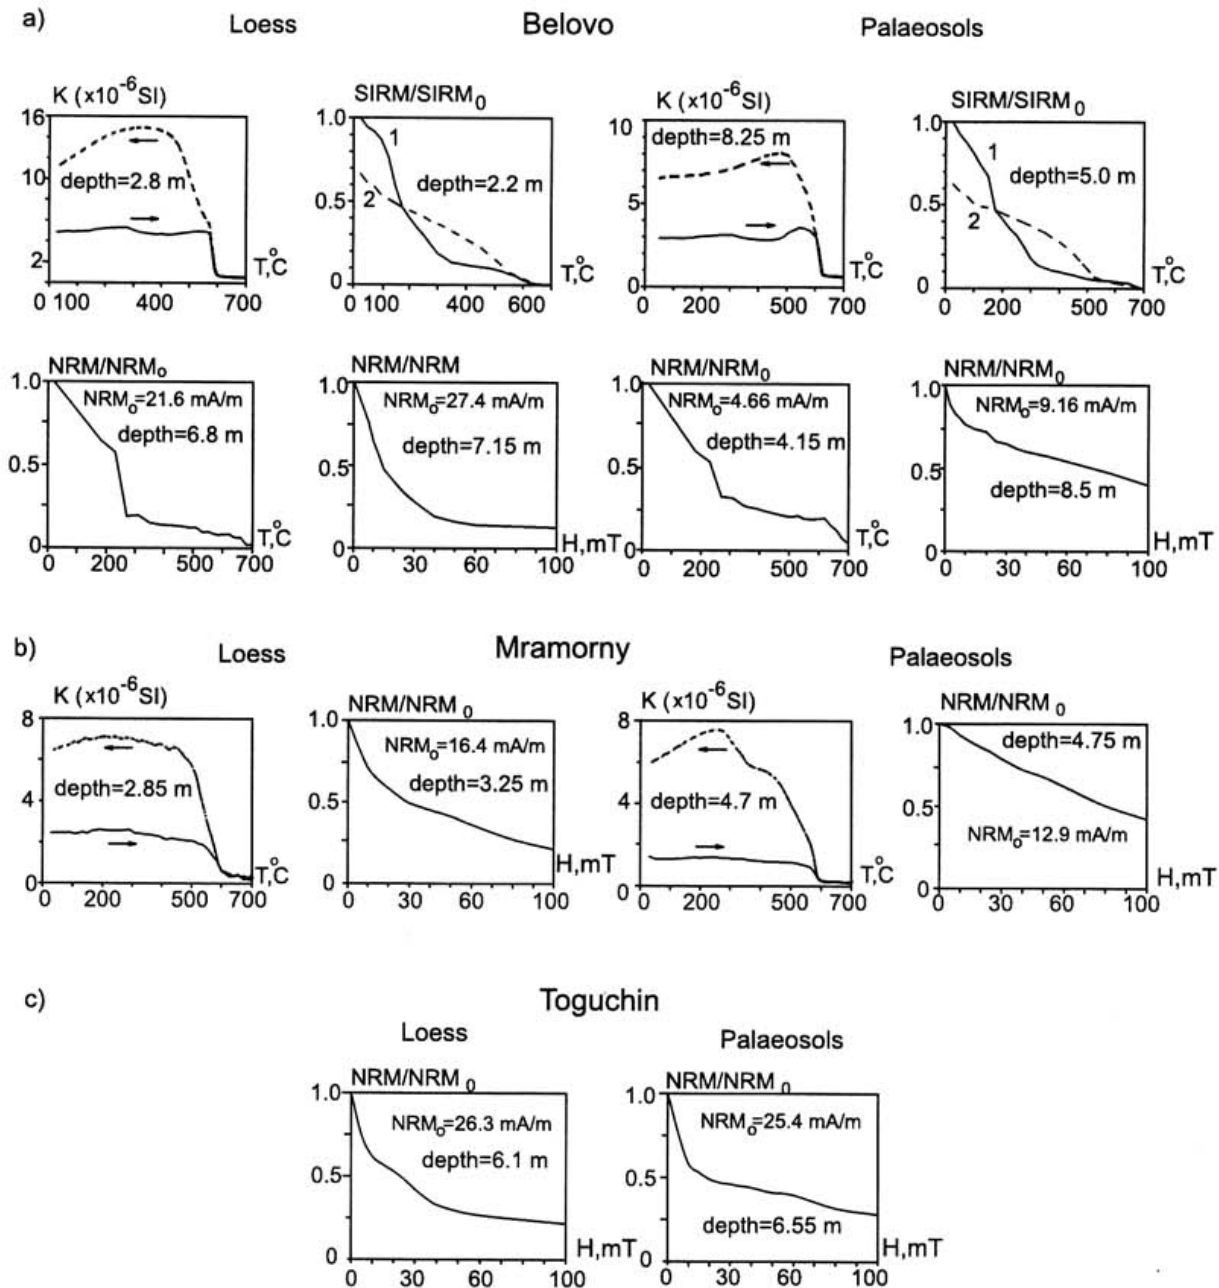 a)
Loess
Belovo
Palaeosols
K (x10⁻⁶SI)
16
10
2
0 100 400 700
T,C°
depth=2.8 m
SIRM/SIRM₀
1.0
0.5
0
100 300 600
T,C°
1
2
depth=2.2 m
K (x10⁻⁶SI)
10
5
0
0 200 500 700
T,C°
depth=8.25 m
SIRM/SIRM₀
1.0
0.5
0
0 200 500 700
T,C°
1
2
depth=5.0 m
NRM/NRM₀
1.0
0.5
0
0 200 500 700
T,C°
NRM₀=21.6 mA/m
depth=6.8 m
NRM/NRM
1.0
0.5
0
0 30 60 100
H,mT
NRM₀=27.4 mA/m
depth=7.15 m
NRM/NRM₀
1.0
0.5
0
0 200 500 700
T,C°
NRM₀=4.66 mA/m
depth=4.15 m
NRM/NRM₀
1.0
0.5
0
0 30 60 100
H,mT
NRM₀=9.16 mA/m
depth=8.5 m
b)
Loess
Mramorny
Palaeosols
K (x10⁻⁶SI)
8
4
0
0 200 500 700
T,C°
depth=2.85 m
NRM/NRM₀
1.0
0.5
0
0 30 60 100
H,mT
NRM₀=16.4 mA/m
depth=3.25 m
K (x10⁻⁶SI)
8
4
0
0 200 500 700
T,C°
depth=4.7 m
NRM/NRM₀
1.0
0.5
0
0 30 60 100
H,mT
depth=4.75 m
NRM₀=12.9 mA/m
c)
Toguchin
Loess
Palaeosols
NRM/NRM₀
1.0
0.5
0
0 30 60 100
H,mT
NRM₀=26.3 mA/m
depth=6.1 m
NRM/NRM₀
1.0
0.5
0
0 30 60 100
H,mT
NRM₀=25.4 mA/m
depth=6.55 m